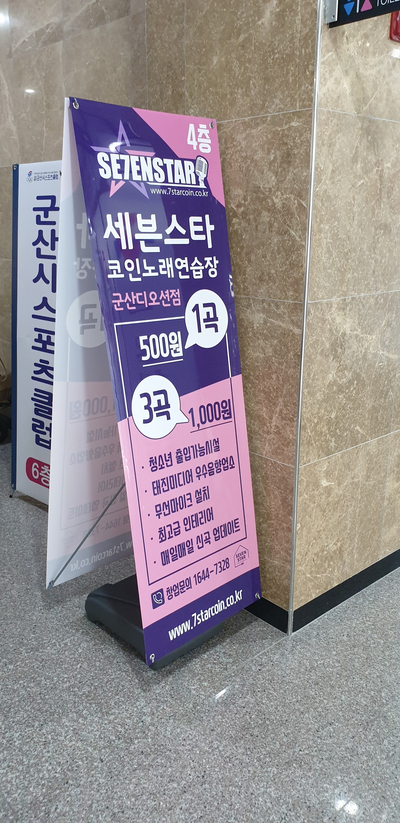 4층
SE7ENSTAR
www.7starcoin.co.kr
세븐스타
코인노래연습장
군산디오션점
500원 1곡
3곡 1,000원
· 청소년 출입가능시설
· 태진미디어 우수음향업소
· 무선마이크 설치
· 최고급 인테리어
· 매일매일 신곡 업데이트
창업문의 1644-7328
www.7starcoin.co.kr
군산시스포츠클럽
6층